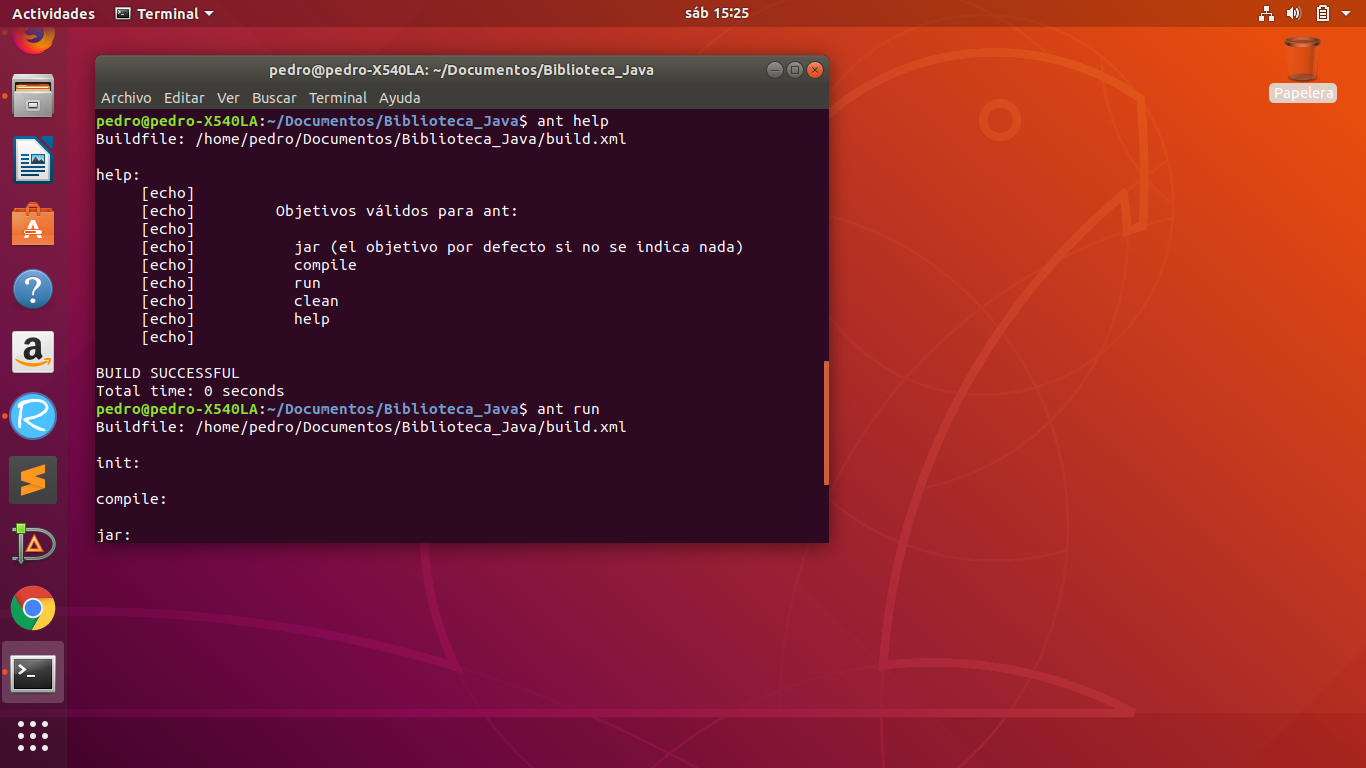 Actividades Terminal sáb 15:25
Papelera
pedro@pedro-X540LA: ~/Documentos/Biblioteca_Java
Archivo Editar Ver Buscar Terminal Ayuda
pedro@pedro-X540LA:~/Documentos/Biblioteca_Java$ ant help
Buildfile: /home/pedro/Documentos/Biblioteca_Java/build.xml
help:
[echo]
[echo] Objetivos válidos para ant:
[echo]
[echo] jar (el objetivo por defecto si no se indica nada)
[echo] compile
[echo] run
[echo] clean
[echo] help
[echo]
BUILD SUCCESSFUL
Total time: 0 seconds
pedro@pedro-X540LA:~/Documentos/Biblioteca_Java$ ant run
Buildfile: /home/pedro/Documentos/Biblioteca_Java/build.xml
init:
compile:
jar: